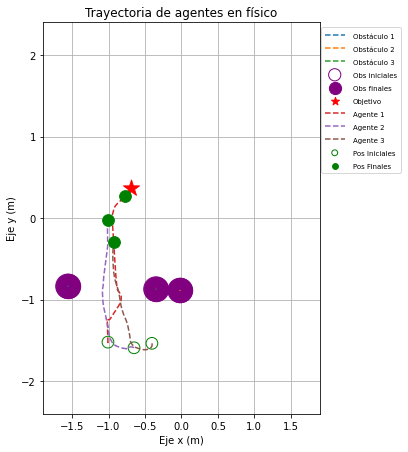 Trayectoria de agentes en físico
Obstáculo 1
Obstáculo 2
Obstáculo 3
Obs iniciales
Obs finales
Objetivo
Agente 1
Agente 2
Agente 3
Pos Iniciales
Pos Finales
Eje y (m)
2
1
0
−1
−2
−1.5
−1.0
−0.5
0.0
0.5
1.0
1.5
Eje x (m)